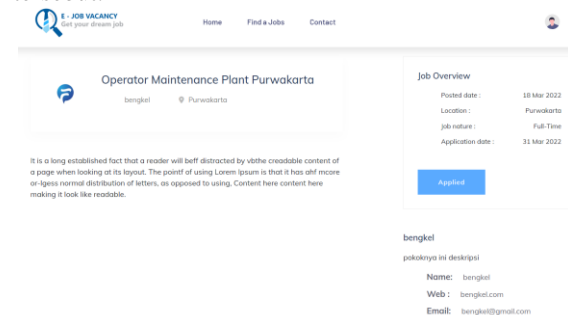 E - JOB VACANCY
Get your dream job
Home Find a Jobs Contact
Operator Maintenance Plant Purwakarta
bengkel Purwakarta
It is a long established fact that a reader will beff distracted by vbthe creadable content of
a page when looking at its layout. The pointf of using Lorem Ipsum is that it has ahf mcore
or-lgess normal distribution of letters, as opposed to using, Content here content here
making it look like readable.
Job Overview
Posted date : 18 Mar 2022
Location : Purwakarta
Job nature : Full-Time
Application date : 31 Mar 2022
Applied
bengkel
pokoknya ini deskripsi
Name: bengkel
Web : bengkel.com
Email: bengkel@gmail.com